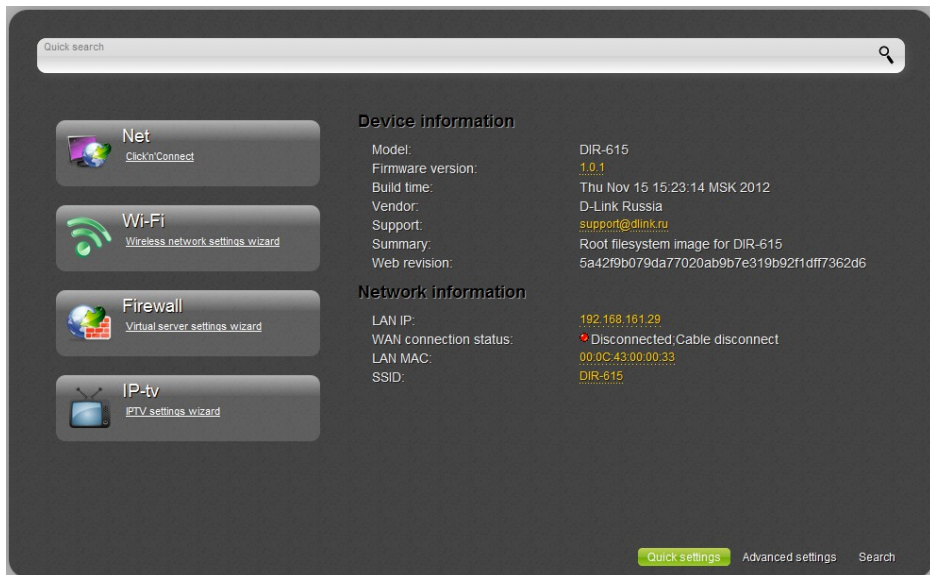 Quick search
Net
Click'n'Connect
Wi-Fi
Wireless network settings wizard
Firewall
Virtual server settings wizard
IP-tv
IPTV settings wizard
Device information
Model: DIR-615
Firmware version: 1.0.1
Build time: Thu Nov 15 15:23:14 MSK 2012
Vendor: D-Link Russia
Support: support@dlink.ru
Summary: Root filesystem image for DIR-615
Web revision: 5a42f9b079da77020ab9b7e319b92f1dff7362d6
Network information
LAN IP: 192.168.161.29
WAN connection status: Disconnected;Cable disconnect
LAN MAC: 00:0C:43:00:00:33
SSID: DIR-615
Quick settings Advanced settings Search